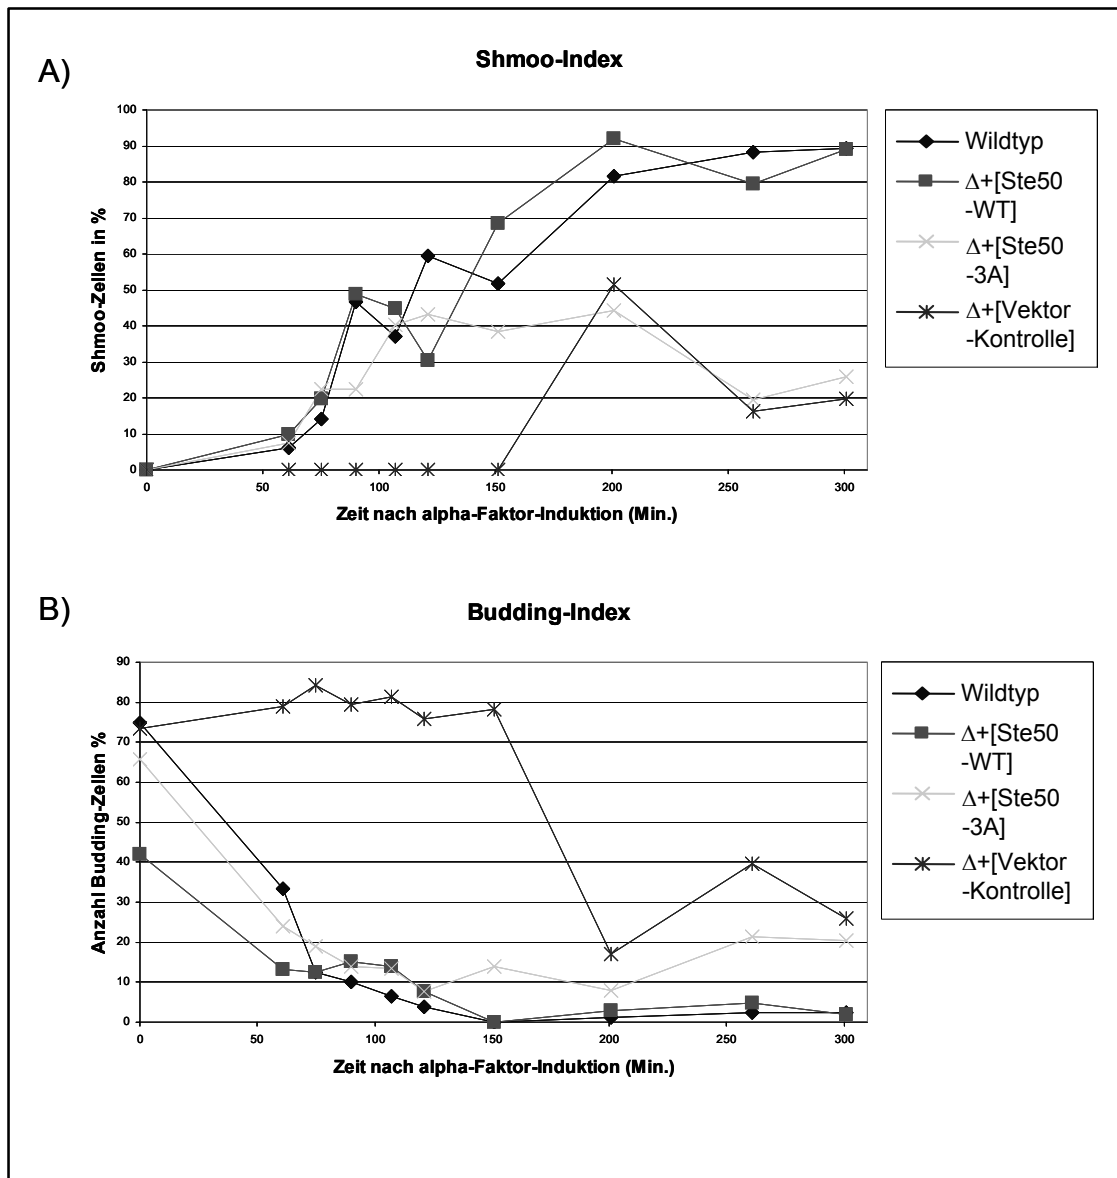 A)
Shmoo-Index
Shmoo-Zellen in %
100
90
80
70
60
50
40
30
20
10
0
0 50 100 150 200 250 300
Zeit nach alpha-Faktor-Induktion (Min.)
Wildtyp
Δ+[Ste50
-WT]
Δ+[Ste50
-3A]
Δ+[Vektor
-Kontrolle]
B)
Budding-Index
Anzahl Budding-Zellen %
90
80
70
60
50
40
30
20
10
0
0 50 100 150 200 250 300
Zeit nach alpha-Faktor-Induktion (Min.)
Wildtyp
Δ+[Ste50
-WT]
Δ+[Ste50
-3A]
Δ+[Vektor
-Kontrolle]